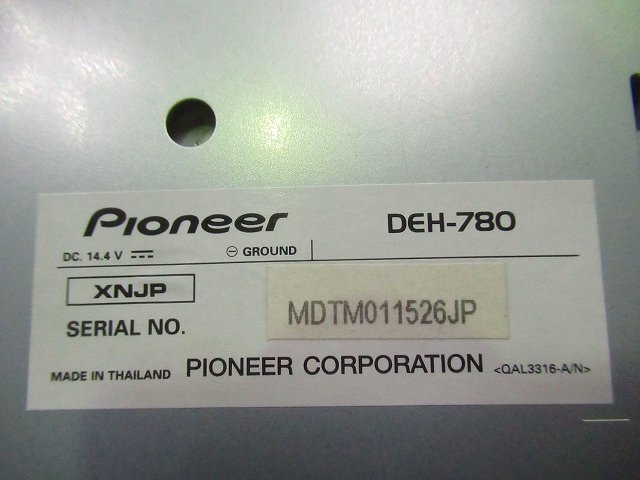 Pioneer DEH-780
DC. 14.4 V ⎓ ⊖ GROUND
XNJP
SERIAL NO. MDTM011526JP
MADE IN THAILAND PIONEER CORPORATION <QAL3316-A/N>